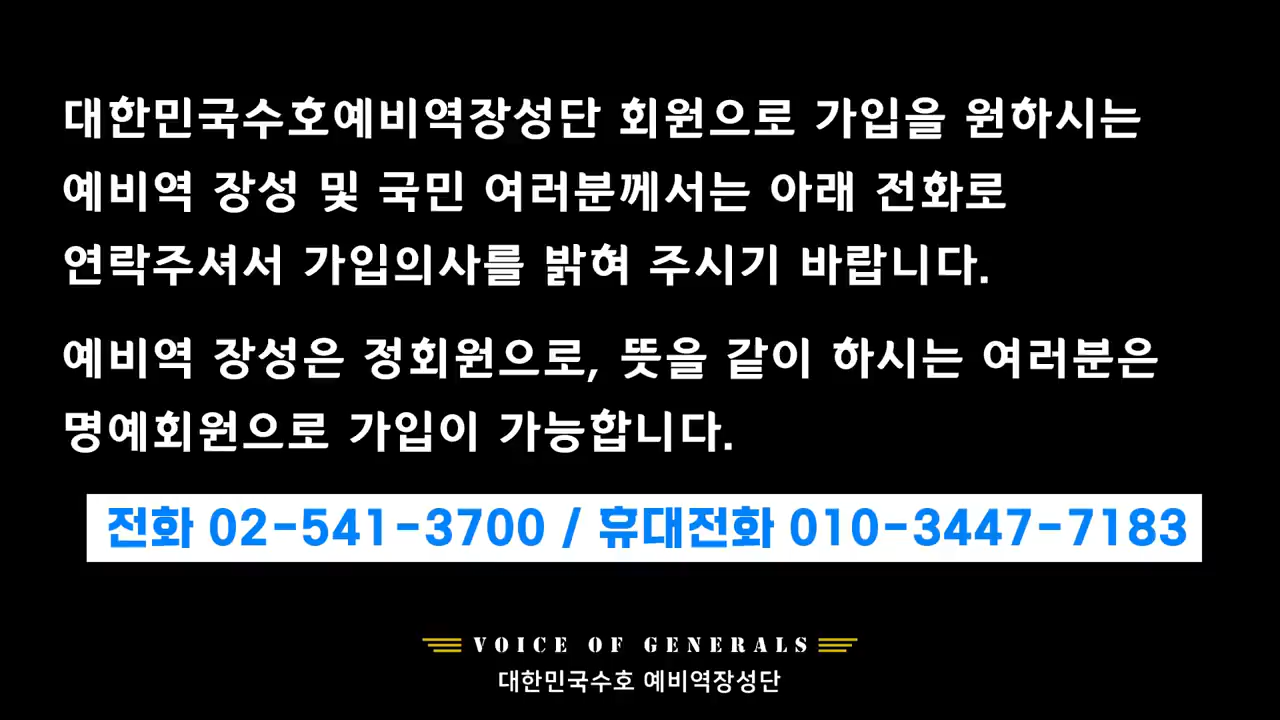 대한민국수호예비역장성단 회원으로 가입을 원하시는
예비역 장성 및 국민 여러분께서는 아래 전화로
연락주셔서 가입의사를 밝혀 주시기 바랍니다.
예비역 장성은 정회원으로, 뜻을 같이 하시는 여러분은
명예회원으로 가입이 가능합니다.
전화 02-541-3700 / 휴대전화 010-3447-7183
VOICE OF GENERALS
대한민국수호 예비역장성단